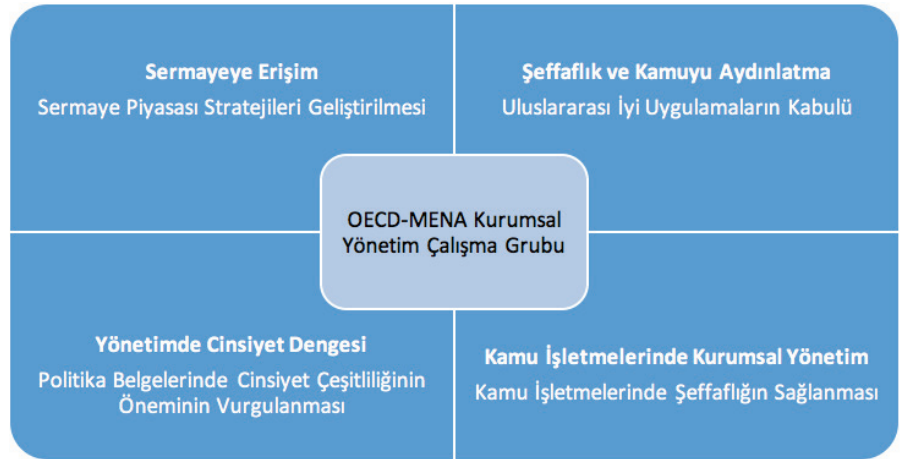 Sermayeye Erişim
Sermaye Piyasası Stratejileri Geliştirilmesi
Şeffaflık ve Kamuyu Aydınlatma
Uluslararası İyi Uygulamaların Kabulü
OECD-MENA Kurumsal
Yönetim Çalışma Grubu
Yönetimde Cinsiyet Dengesi
Politika Belgelerinde Cinsiyet Çeşitliliğinin
Öneminin Vurgulanması
Kamu İşletmelerinde Kurumsal Yönetim
Kamu İşletmelerinde Şeffaflığın Sağlanması